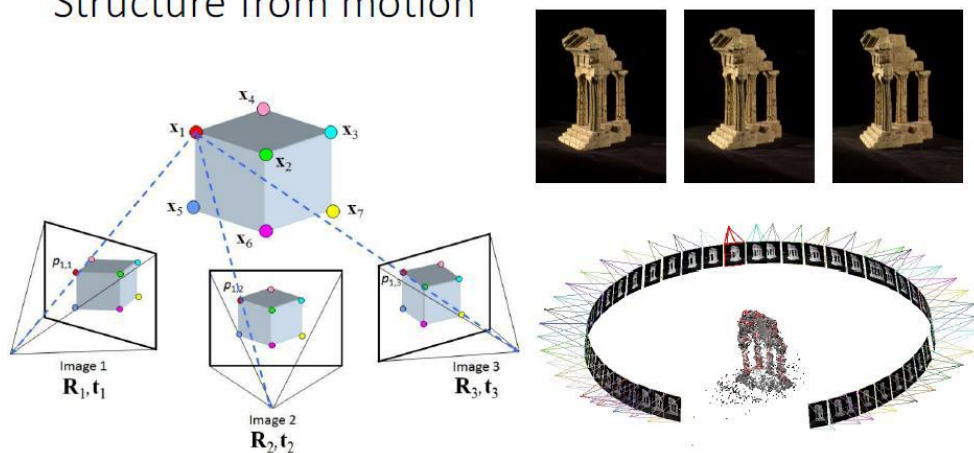 Structure from motion
x4
x1
x3
x2
x5
x7
x6
p1,1
p1,2
p1,3
Image 1
R1, t1
Image 2
R2, t2
Image 3
R3, t3